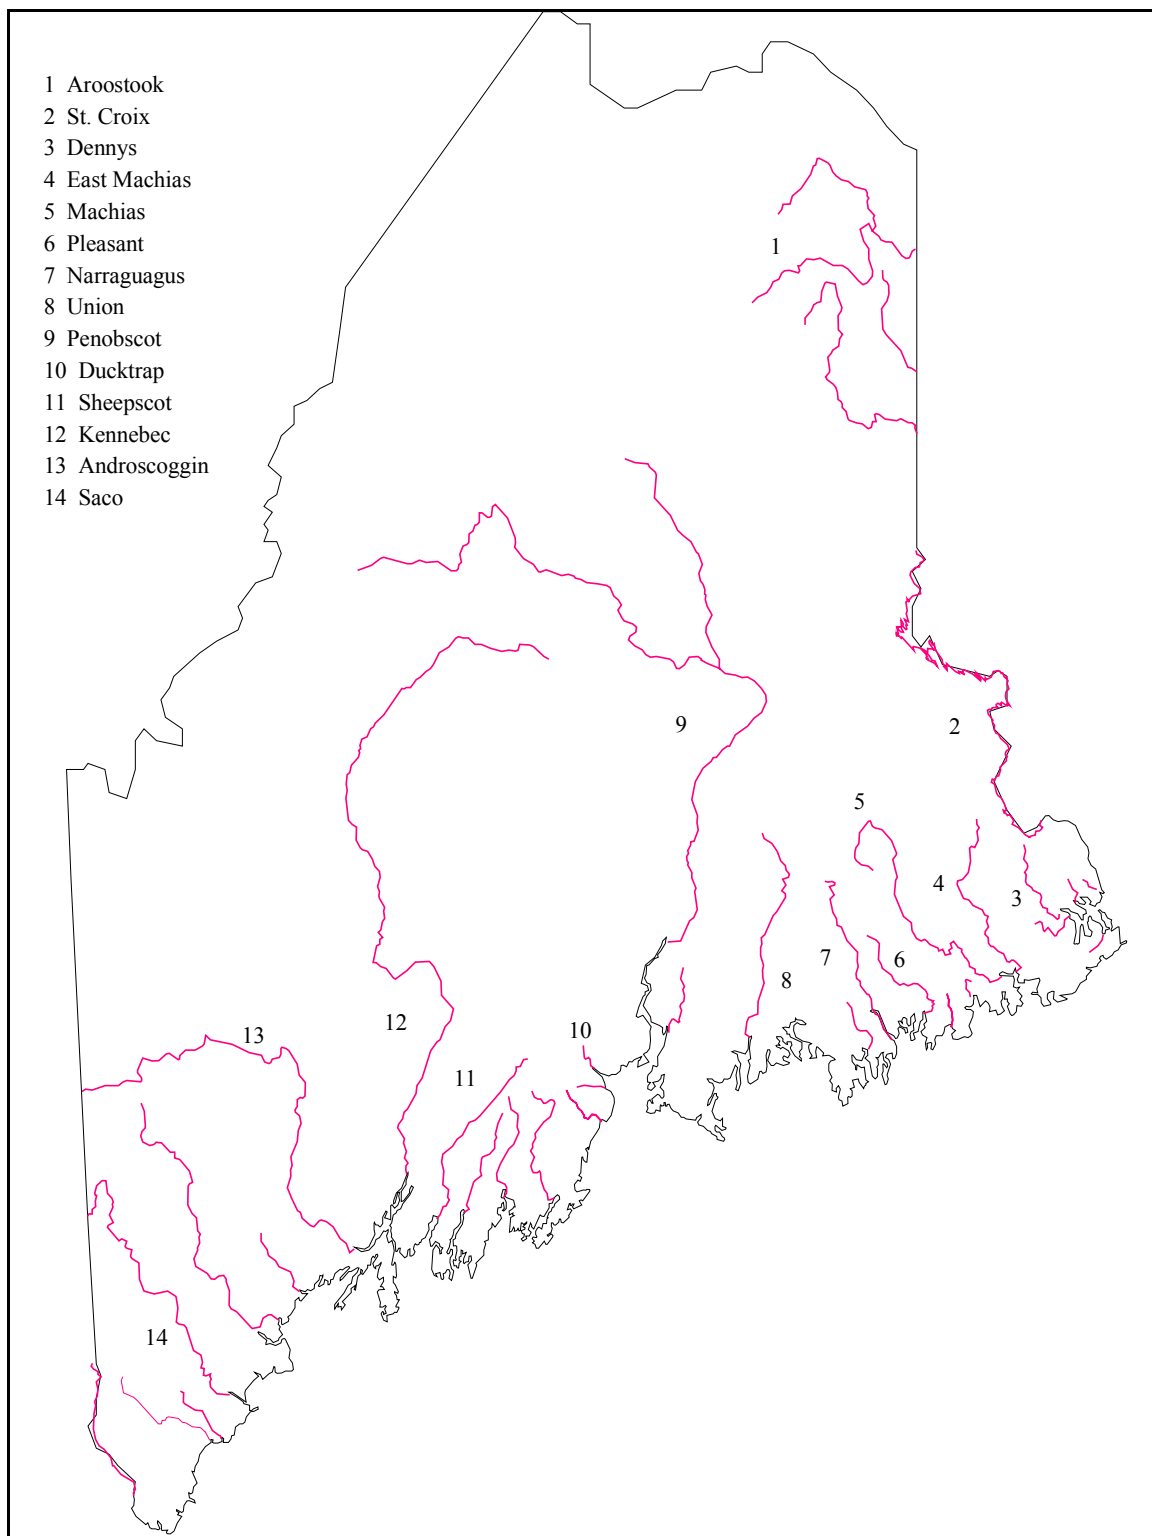 1 Aroostook
2 St. Croix
3 Dennys
4 East Machias
5 Machias
6 Pleasant
7 Narraguagus
8 Union
9 Penobscot
10 Ducktrap
11 Sheepscot
12 Kennebec
13 Androscoggin
14 Saco
1
9
2
5
4
3
7
6
8
12
13
10
11
14